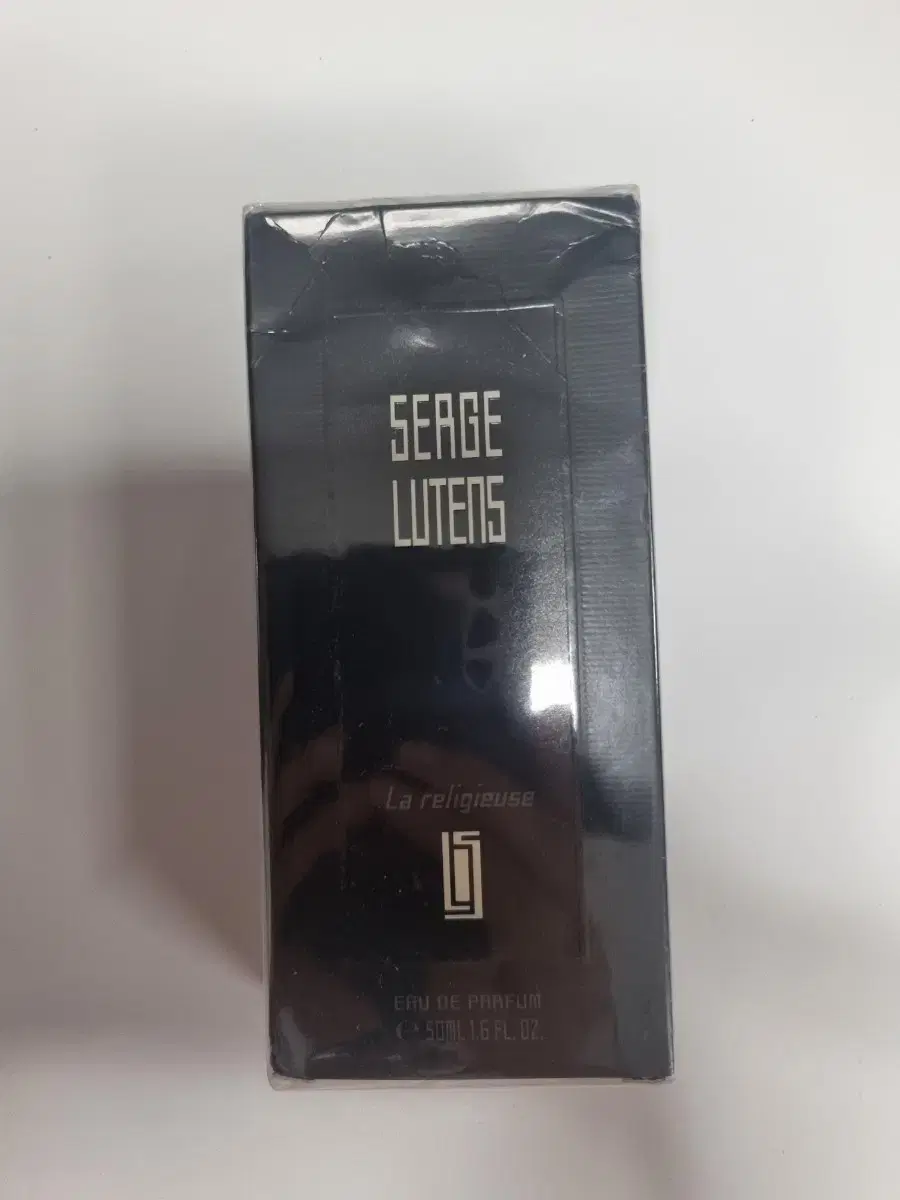 SERGE
LUTENS
La religieuse
EAU DE PARFUM
50ML 1.6 FL. OZ.